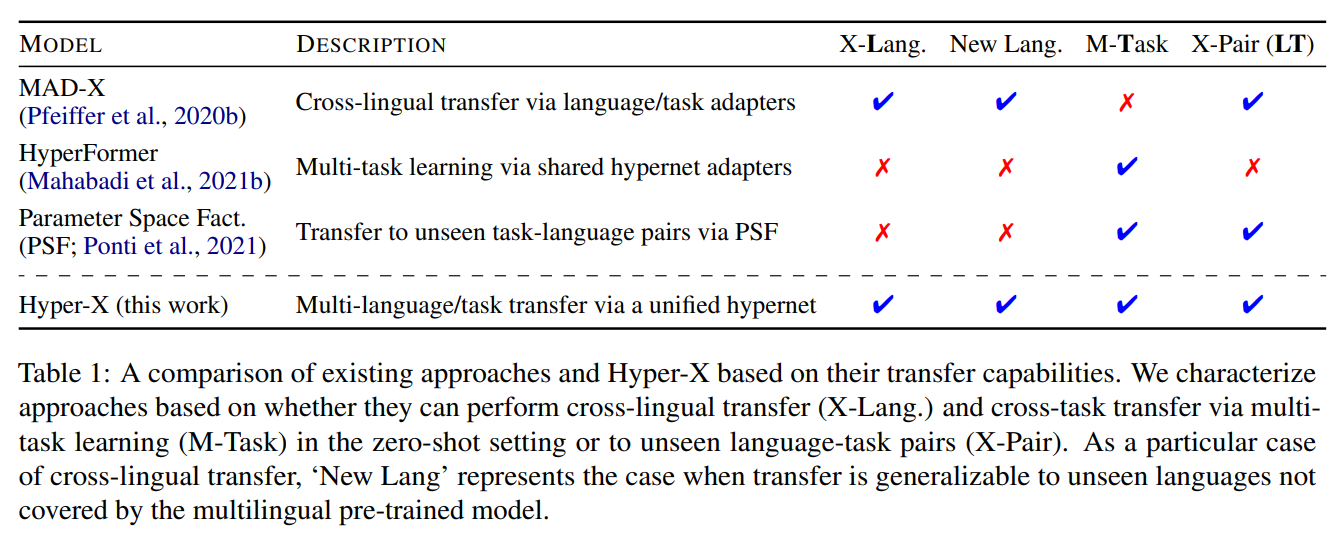 MODEL DESCRIPTION X-Lang. New Lang. M-Task X-Pair (LT)
MAD-X
(Pfeiffer et al., 2020b) Cross-lingual transfer via language/task adapters ✔ ✔ ✗ ✔
HyperFormer
(Mahabadi et al., 2021b) Multi-task learning via shared hypernet adapters ✗ ✗ ✔ ✗
Parameter Space Fact.
(PSF; Ponti et al., 2021) Transfer to unseen task-language pairs via PSF ✗ ✗ ✔ ✔
Hyper-X (this work) Multi-language/task transfer via a unified hypernet ✔ ✔ ✔ ✔
Table 1: A comparison of existing approaches and Hyper-X based on their transfer capabilities. We characterize
approaches based on whether they can perform cross-lingual transfer (X-Lang.) and cross-task transfer via multi-
task learning (M-Task) in the zero-shot setting or to unseen language-task pairs (X-Pair). As a particular case
of cross-lingual transfer, ‘New Lang’ represents the case when transfer is generalizable to unseen languages not
covered by the multilingual pre-trained model.